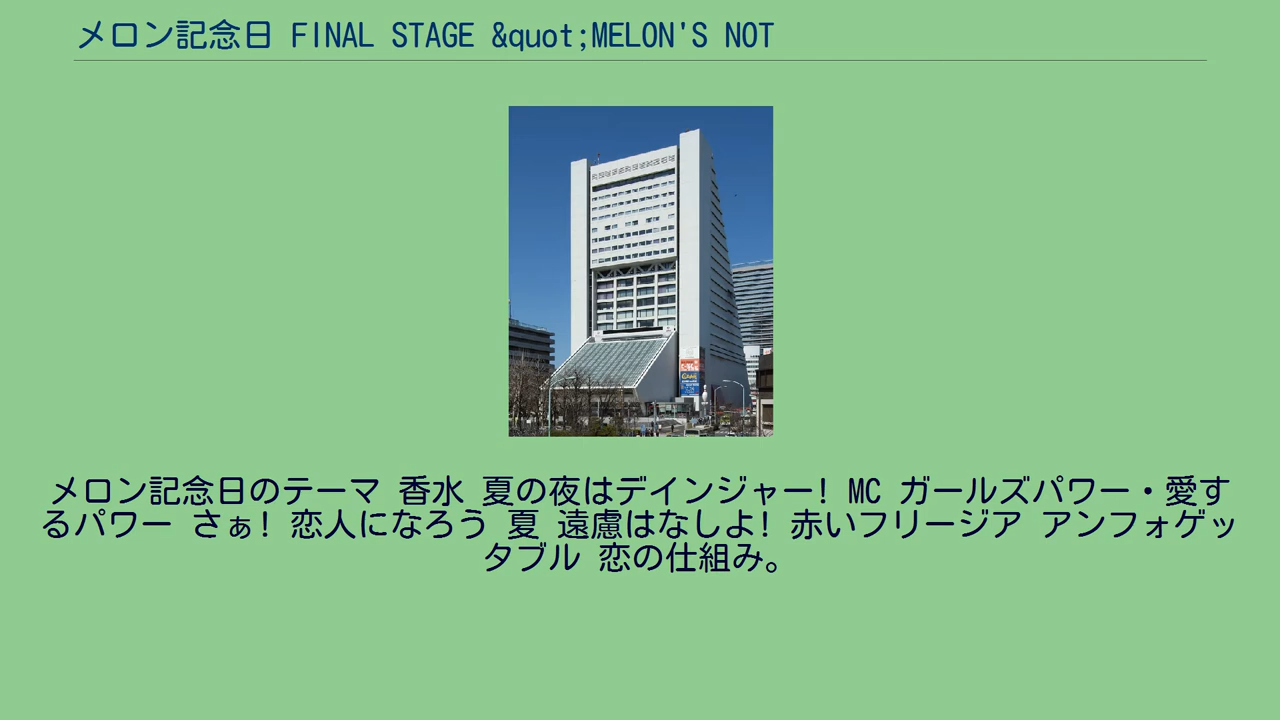 メロン記念日 FINAL STAGE &quot;MELON'S NOT
メロン記念日のテーマ 香水 夏の夜はデインジャー! MC ガールズパワー・愛す
るパワー さぁ! 恋人になろう 夏 遠慮はなしよ! 赤いフリージア アンフォゲッ
タブル 恋の仕組み。